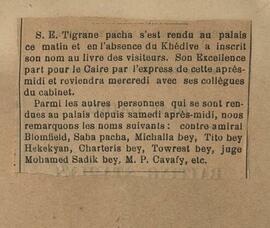 S. E. Tigrane pacha s'est rendu au palais
ce matin et en l'absence du Khédive a inscrit
son nom au livre des visiteurs. Son Excellence
part pour le Caire par l'express de cette après-
midi et reviendra mercredi avec ses collègues
du cabinet.
Parmi les autres personnes qui se sont ren-
dues au palais depuis samedi après-midi, nous
remarquons les noms suivants : contre-amiral
Blomfield, Saba pacha, Michalla bey, Tito bey
Hekekyan, Charteris bey, Towrest bey, juge
Mohamed Sadik bey, M. P. Cavafy, etc.